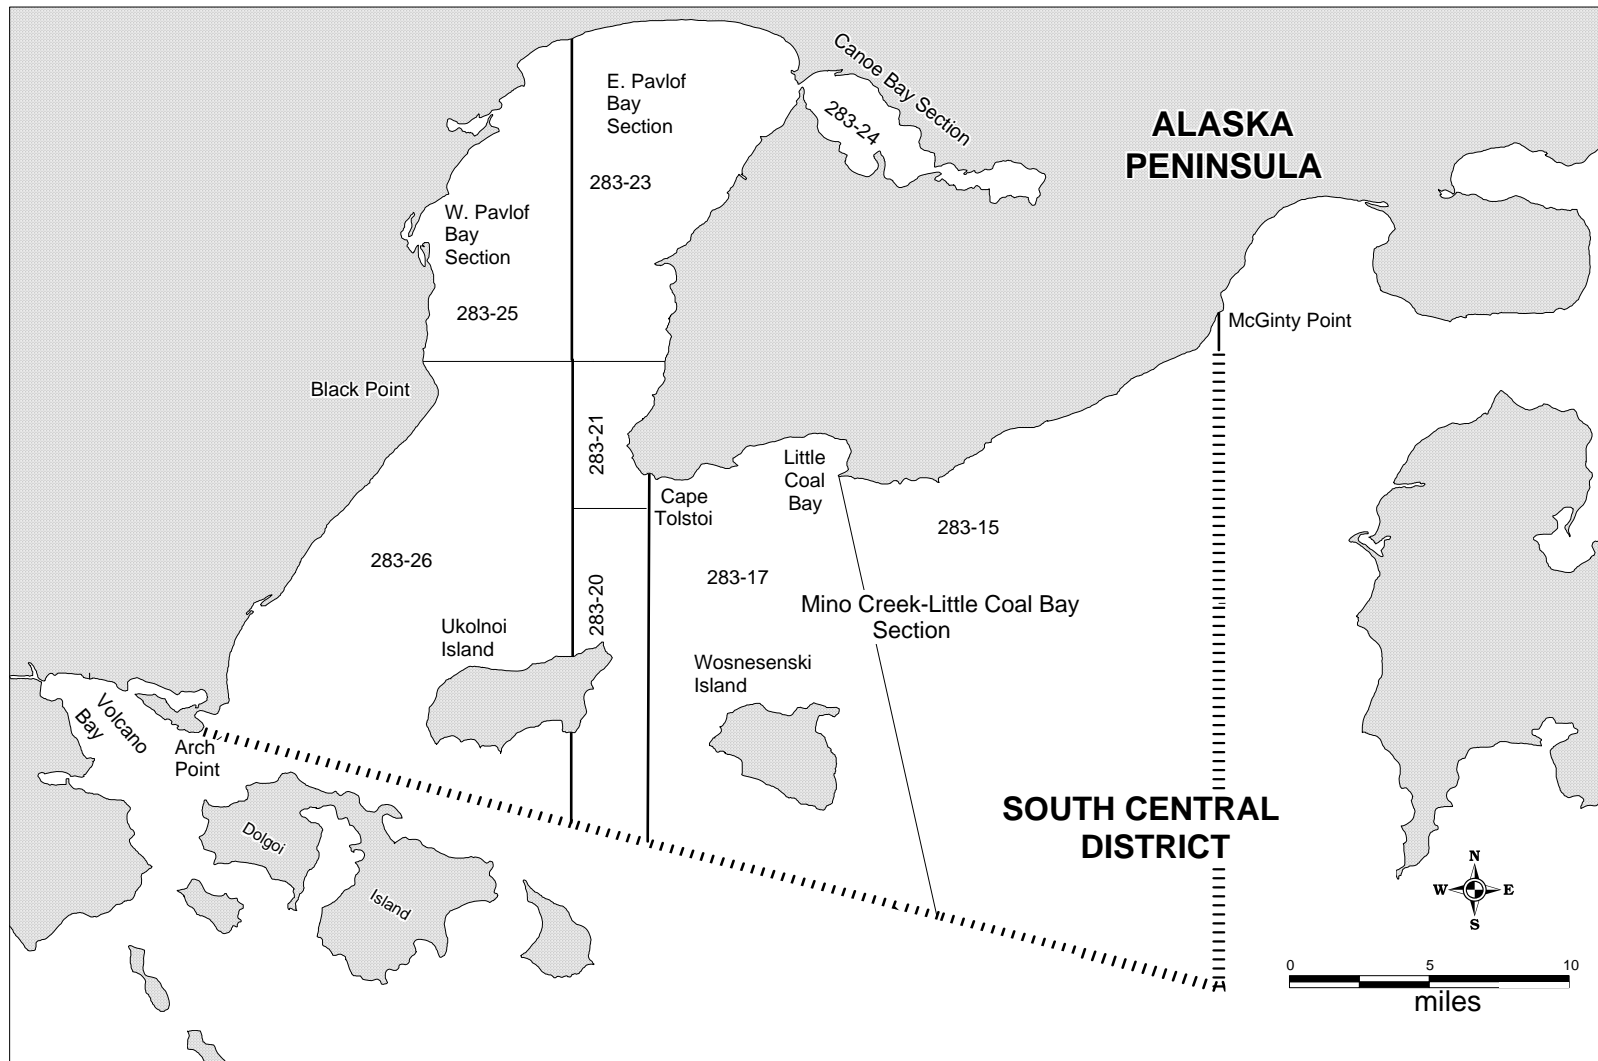 Canoe Bay Section
283-24
E. Pavlof
Bay
Section
283-23
ALASKA
PENINSULA
W. Pavlof
Bay
Section
283-25
McGinty Point
Black Point
283-21
Little
Coal
Bay
Cape
Tolstoi
283-15
283-26
283-20
283-17
Mino Creek-Little Coal Bay
Section
Ukolnoi
Island
Wosnesenski
Island
Volcano
Bay
Arch
Point
SOUTH CENTRAL
DISTRICT
Dolgoi
Island
N
W E
S
0 5 10
miles